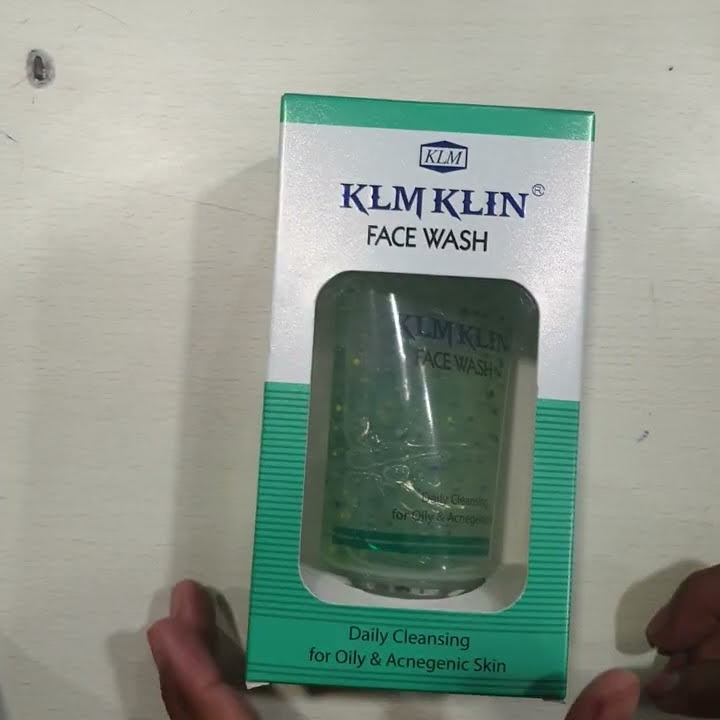 KLM
KLM KLIN®
FACE WASH
KLM KLIN
FACE WASH
Daily Cleansing
for Oily & Acnegenic
Daily Cleansing
for Oily & Acnegenic Skin